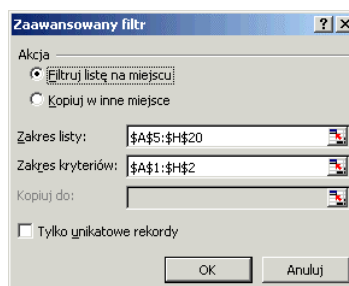 Zaawansowany filtr
Akcja
Filtruj listę na miejscu
Kopiuj w inne miejsce
Zakres listy: $A$5:$H$20
Zakres kryteriów: $A$1:$H$2
Kopiuj do:
Tylko unikatowe rekordy
OK Anuluj